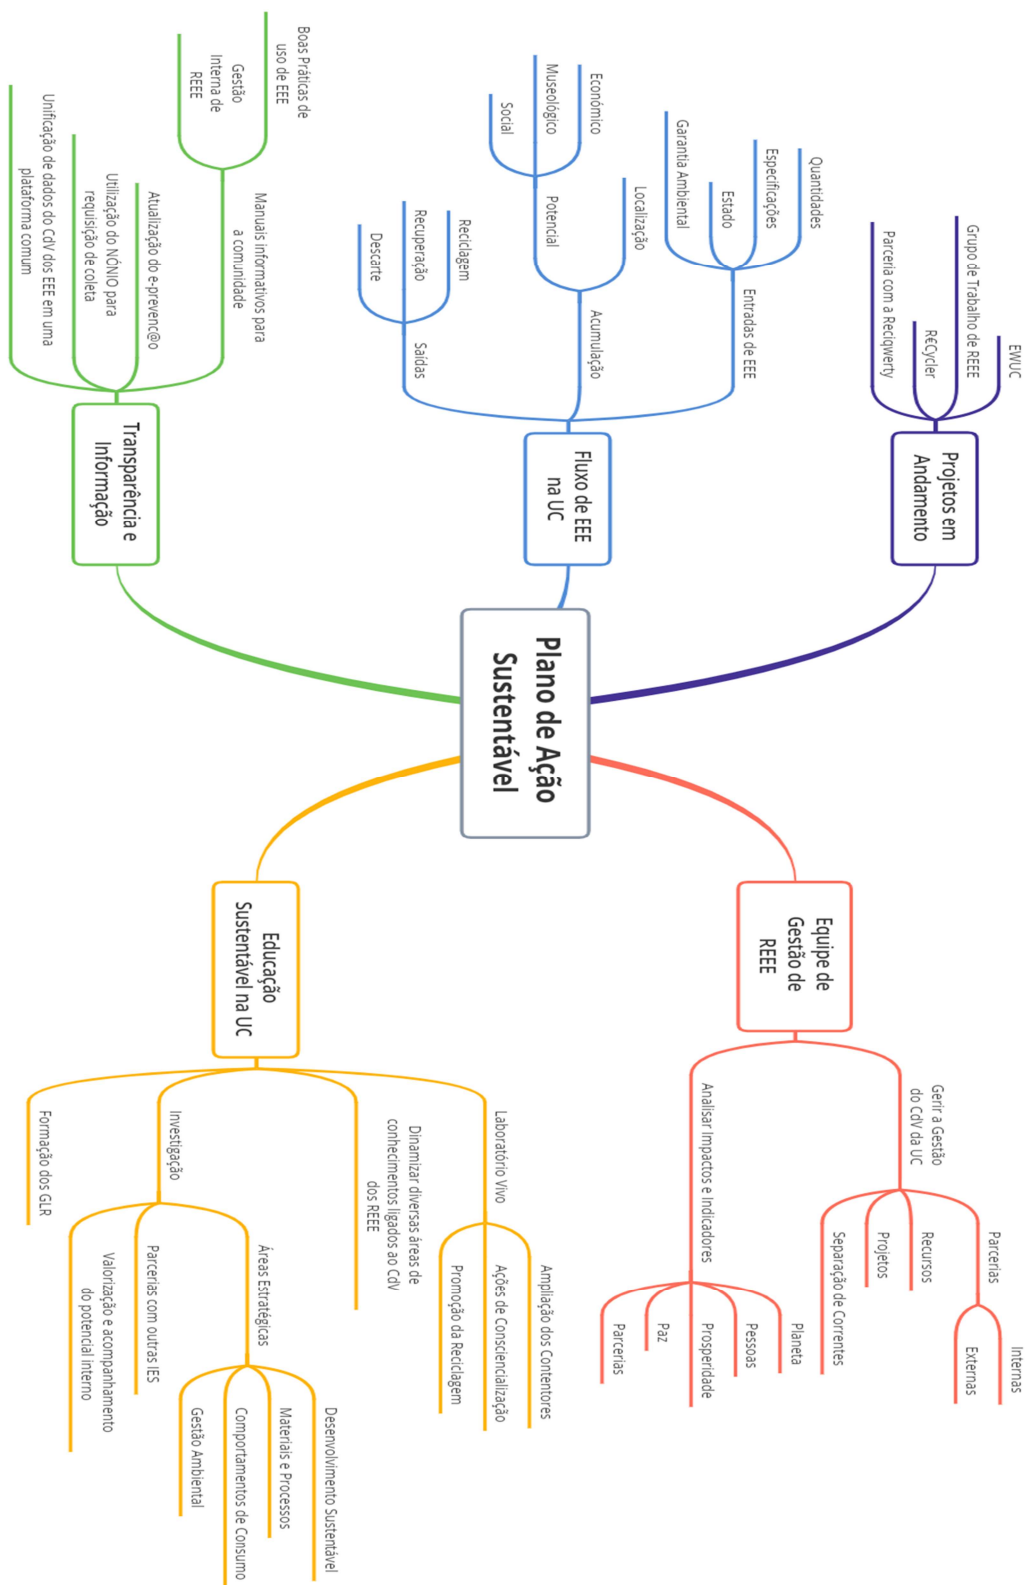 Plano de Ação
Sustentável
Projetos em
Andamento
EWUC
Grupo de Trabalho de REEE
R€Cycler
Parceria com a Reciqwerty
Fluxo de EEE
na UC
Entradas de EEE
Quantidades
Especificações
Estado
Garantia Ambiental
Acumulação
Localização
Potencial
Económico
Museológico
Social
Saídas
Reciclagem
Recuperação
Descarte
Transparência e
Informação
Manuais informativos para
a comunidade
Boas Práticas de
uso de EEE
Gestão
Interna de
REEE
Atualização do e-prevenc@o
Utilização do NÓNIO para
requisição de coleta
Unificação de dados do CdV dos EEE em uma
plataforma comum
Equipe de
Gestão de
REEE
Gerir a Gestão
do CdV da UC
Parcerias
Internas
Externas
Recursos
Projetos
Separação de Correntes
Analisar Impactos e Indicadores
Planeta
Pessoas
Prosperidade
Paz
Parcerias
Educação
Sustentável na UC
Laboratório Vivo
Ampliação dos Contentores
Ações de Consciencialização
Promoção da Reciclagem
Dinamizar diversas áreas de
conhecimentos ligados ao CdV
dos REEE
Investigação
Áreas Estratégicas
Desenvolvimento Sustentável
Materiais e Processos
Comportamentos de Consumo
Gestão Ambiental
Parcerias com outras IES
Valorização e acompanhamento
do potencial interno
Formação dos GLR